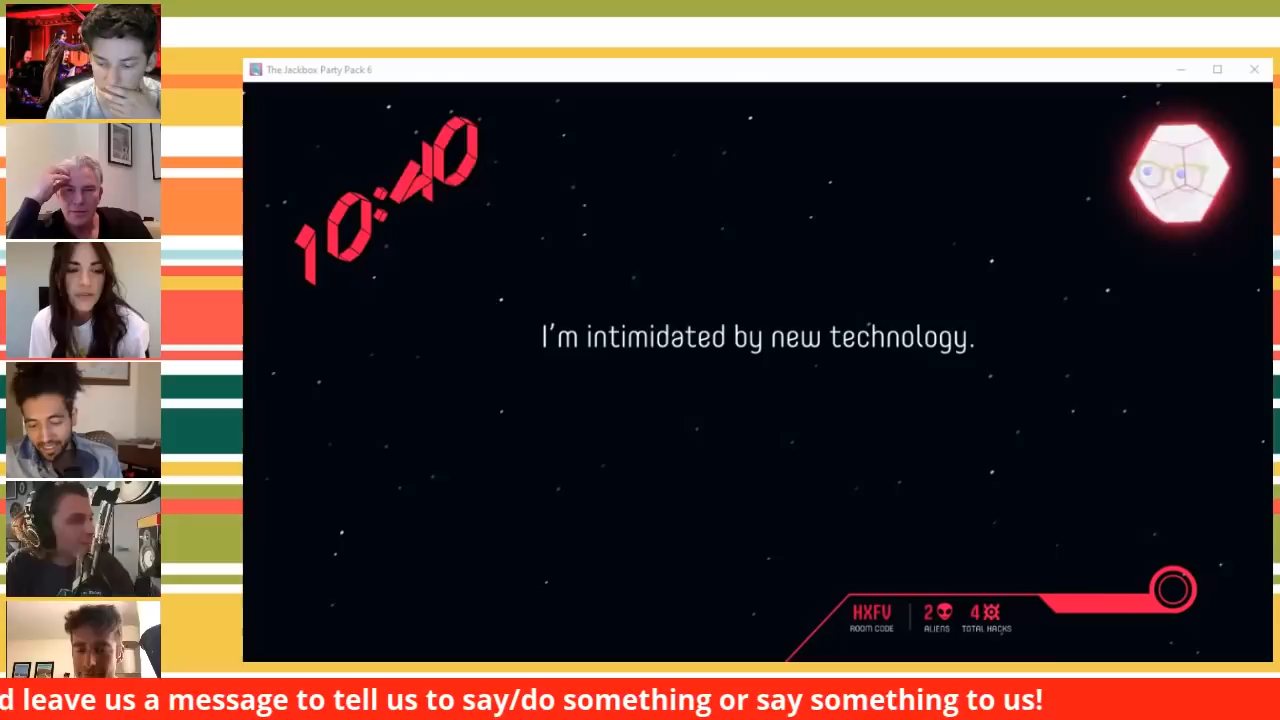 The Jackbox Party Pack 6
10:40
I'm intimidated by new technology.
HXFU
ROOM CODE
2
ALIENS
4
TOTAL HACKS
d leave us a message to tell us to say/do something or say something to us!